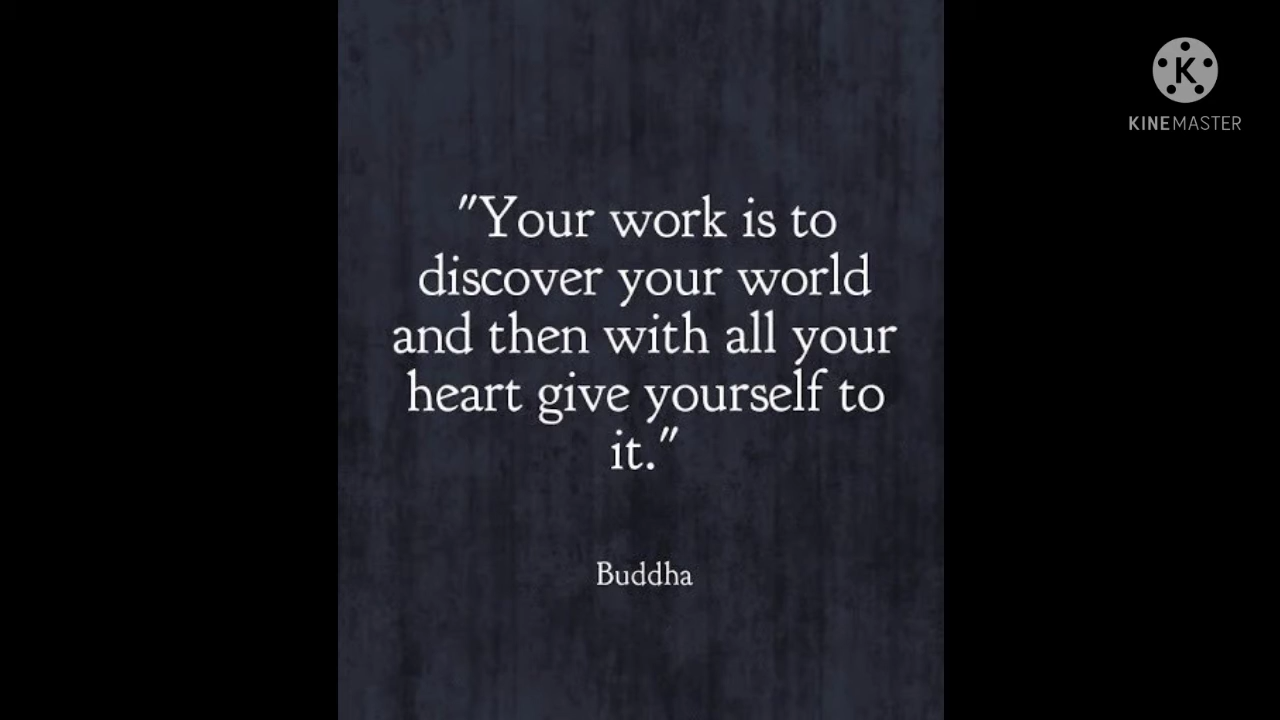 K
KINEMASTER
"Your work is to
discover your world
and then with all your
heart give yourself to
it."
Buddha